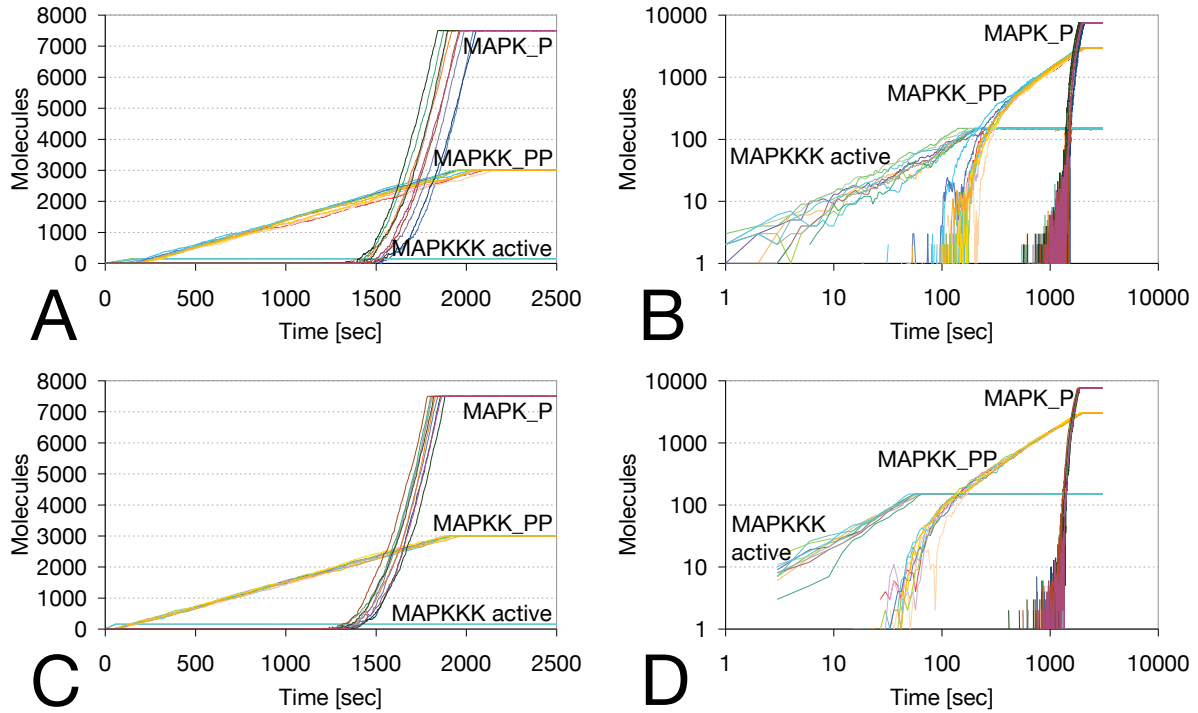 8000
7000
6000
5000
4000
3000
2000
1000
0
Molecules
MAPK_P
MAPKK_PP
MAPKKK active
0 500 1000 1500 2000 2500
Time [sec]
A
10000
1000
100
10
1
Molecules
MAPK_P
MAPKK_PP
MAPKKK active
1 10 100 1000 10000
Time [sec]
B
8000
7000
6000
5000
4000
3000
2000
1000
0
Molecules
MAPK_P
MAPKK_PP
MAPKKK active
0 500 1000 1500 2000 2500
Time [sec]
C
10000
1000
100
10
1
Molecules
MAPK_P
MAPKK_PP
MAPKKK
active
1 10 100 1000 10000
Time [sec]
D